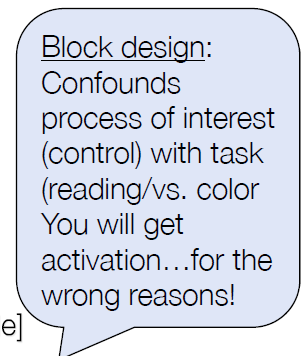 Block design:
Confounds
process of interest
(control) with task
(reading/vs. color
You will get
activation…for the
wrong reasons!
e]